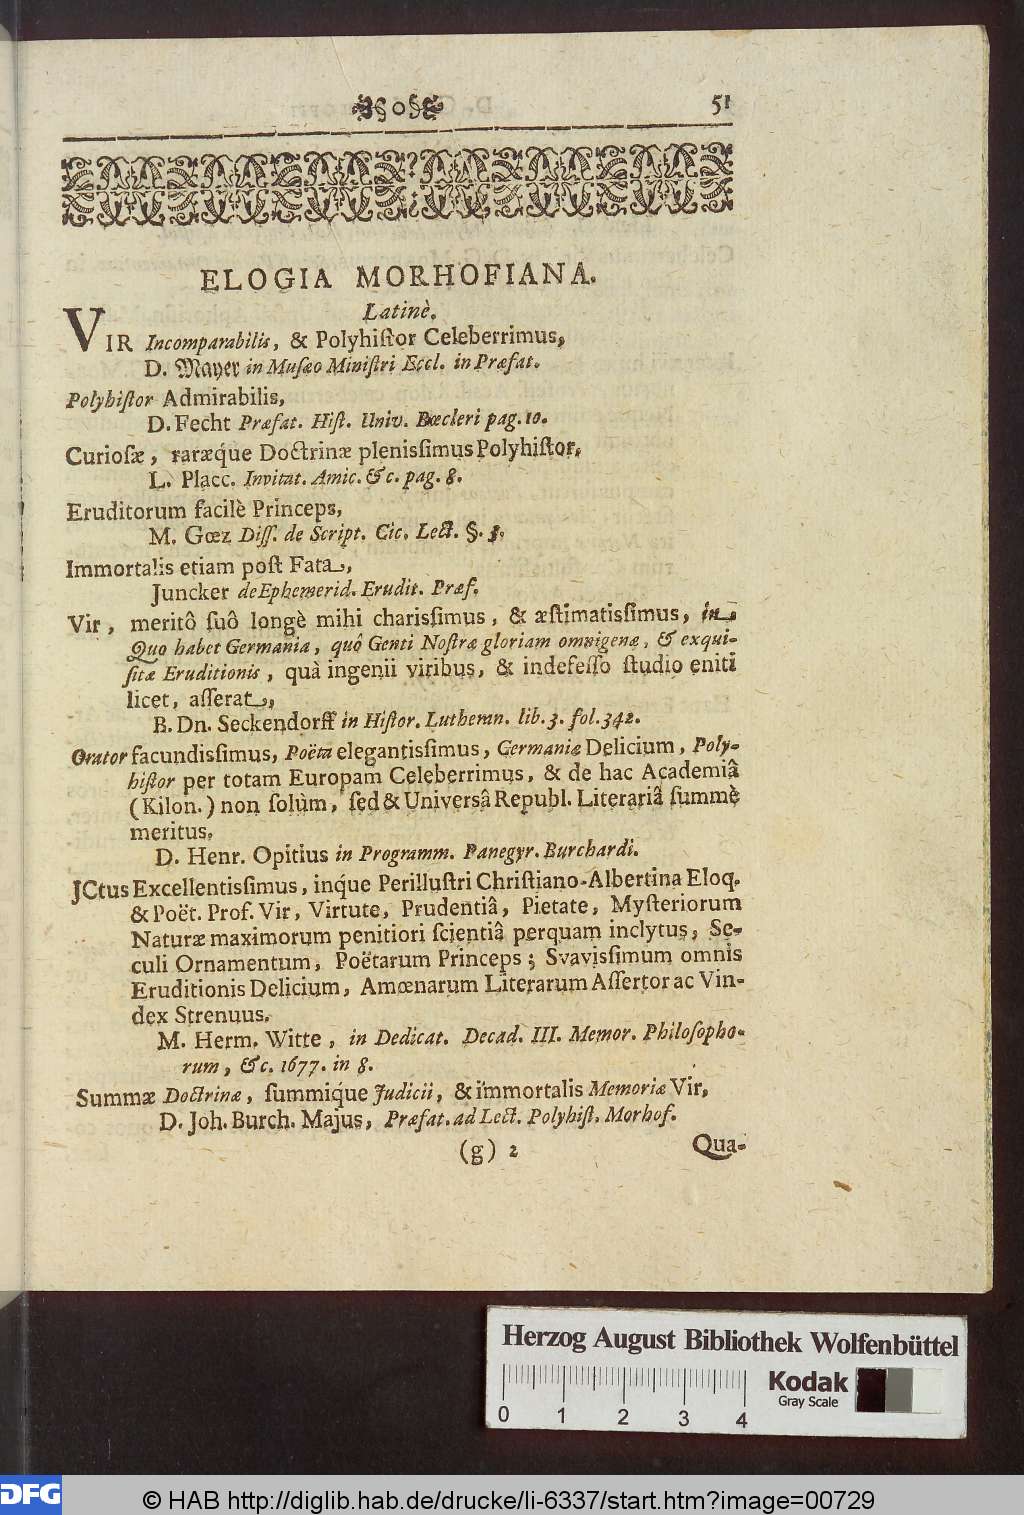 51
ELOGIA MORHOFIANA.
Latinè.
VIR Incomparabilis, & Polyhiſtor Celeberrimus,
D. Mayer in Muſæo Miniſtri Eccl. in Præfat.
Polyhiſtor Admirabilis,
D. Fecht Præfat. Hiſt. Univ. Bœcleri pag. 10.
Curioſæ, raræq́ue Doctrinæ pleniſſimus Polyhiſtor,
L. Placc. Invitat. Amic. &c. pag. 8.
Eruditorum facilè Princeps,
M. Gœz Diſſ. de Script. Cic. Lect. §. 3.
Immortalis etiam poſt Fata,
Juncker de Ephemerid. Erudit. Præf.
Vir, meritô ſuô longè mihi chariſſimus, & æſtimatiſſimus, in
Quo habet Germania, quô Genti Noſtræ gloriam omnigenæ, & exqui-
ſitæ Eruditionis, quà ingenii viribus, & indefeſſo ſtudio eniti
licet, aſſerat,
B. Dn. Seckendorff in Hiſtor. Lutheran. lib. 3. fol. 342.
Orator facundiſſimus, Poëta elegantiſſimus, Germaniæ Delicium, Poly-
hiſtor per totam Europam Celeberrimus, & de hac Academiâ
(Kilon.) non ſolùm, ſed & Universâ Republ. Literariâ ſummè
meritus,
D. Henr. Opitius in Programm. Panegyr. Burchardi.
JCtus Excellentiſſimus, inq́ue Perilluſtri Chriſtiano-Albertina Eloq.
& Poët. Prof. Vir, Virtute, Prudentiâ, Pietate, Myſteriorum
Naturæ maximorum penitiori ſcientiâ perquam inclytus, Se-
culi Ornamentum, Poëtarum Princeps; Svaviſſimum omnis
Eruditionis Delicium, Amœnarum Literarum Aſſertor ac Vin-
dex Strenuus.
M. Herm. Witte, in Dedicat. Decad. III. Memor. Philoſopho-
rum, &c. 1677. in 8.
Summæ Doctrinæ, ſummiq́ue Judicii, & immortalis Memoriæ Vir,
D. Joh. Burch. Majus, Præfat. ad Lect. Polyhiſt. Morhof.
(g) 2 Qua-
Herzog August Bibliothek Wolfenbüttel
0 1 2 3 4
Kodak
Gray Scale
DFG
© HAB http://diglib.hab.de/drucke/li-6337/start.htm?image=00729